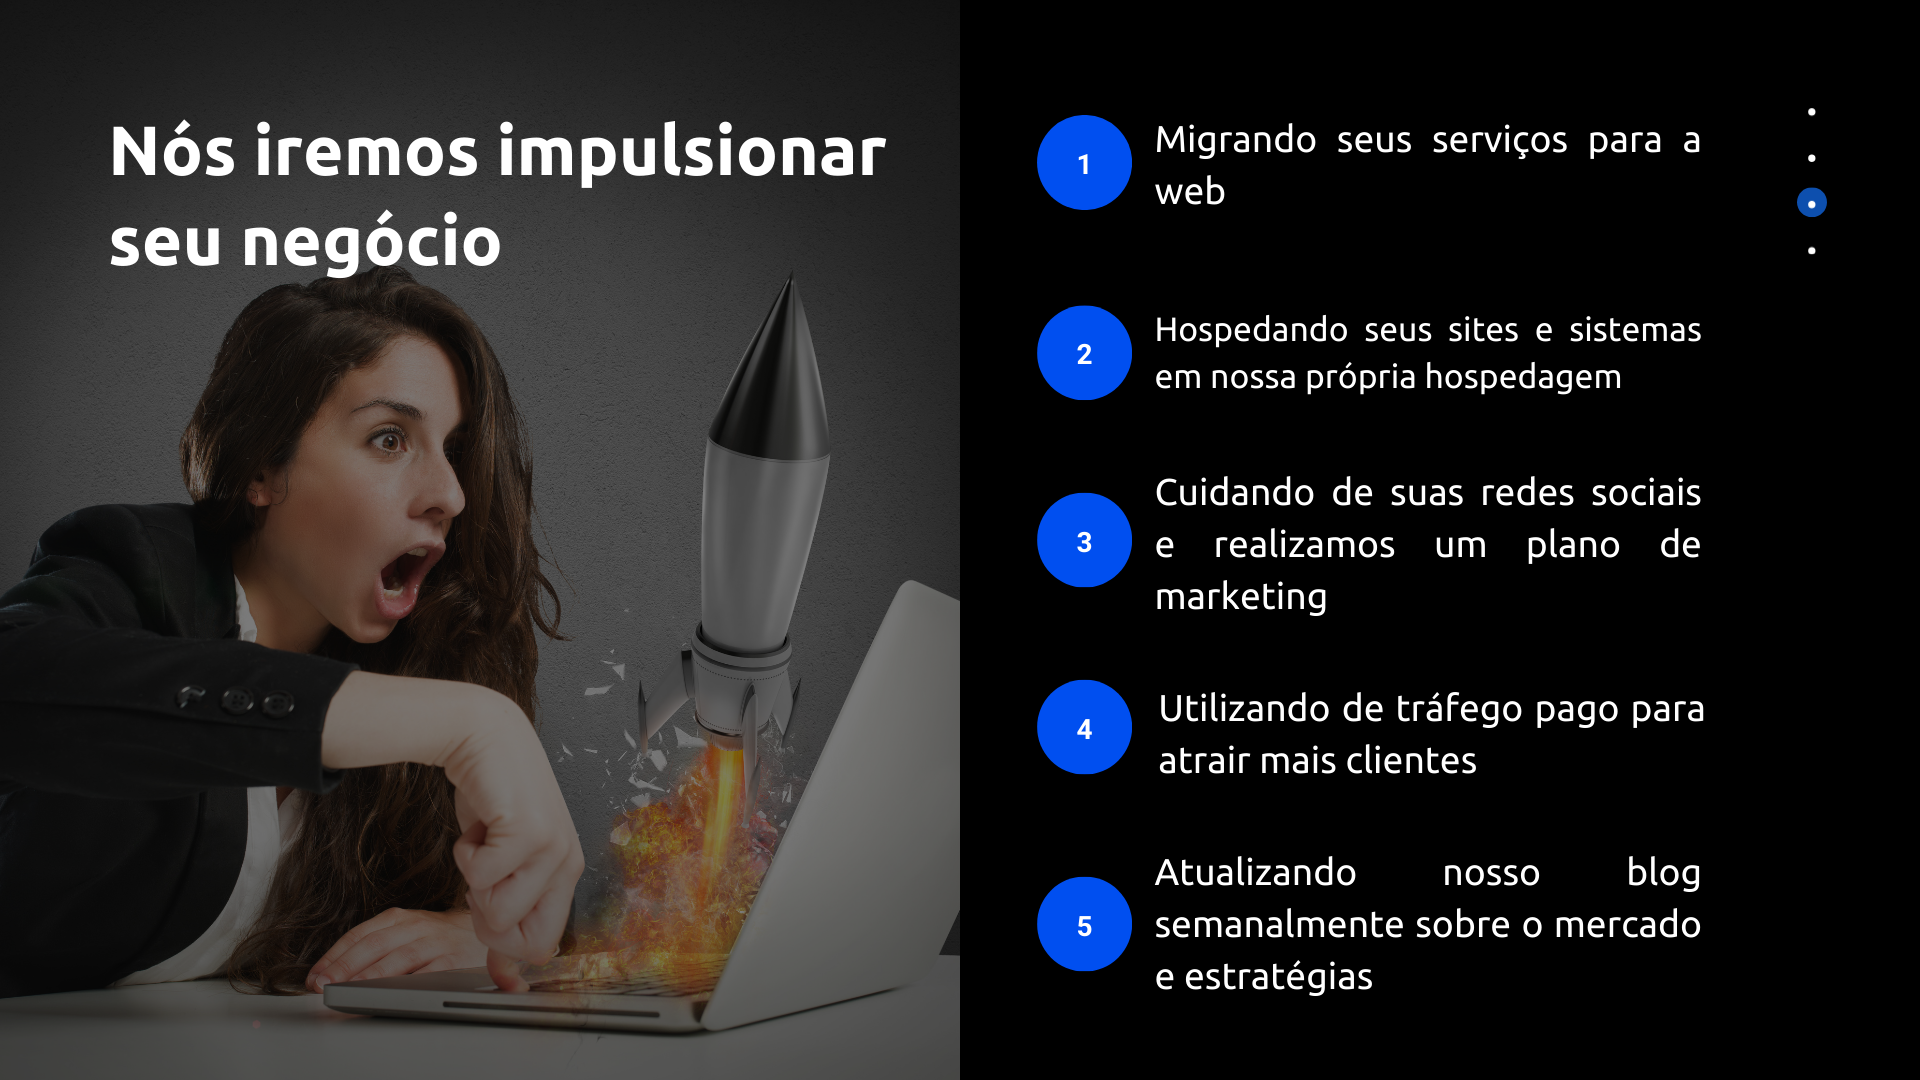 Nós iremos impulsionar
seu negócio
1
Migrando seus serviços para a
web
2
Hospedando seus sites e sistemas
em nossa própria hospedagem
3
Cuidando de suas redes sociais
e realizamos um plano de
marketing
4
Utilizando de tráfego pago para
atrair mais clientes
5
Atualizando nosso blog
semanalmente sobre o mercado
e estratégias